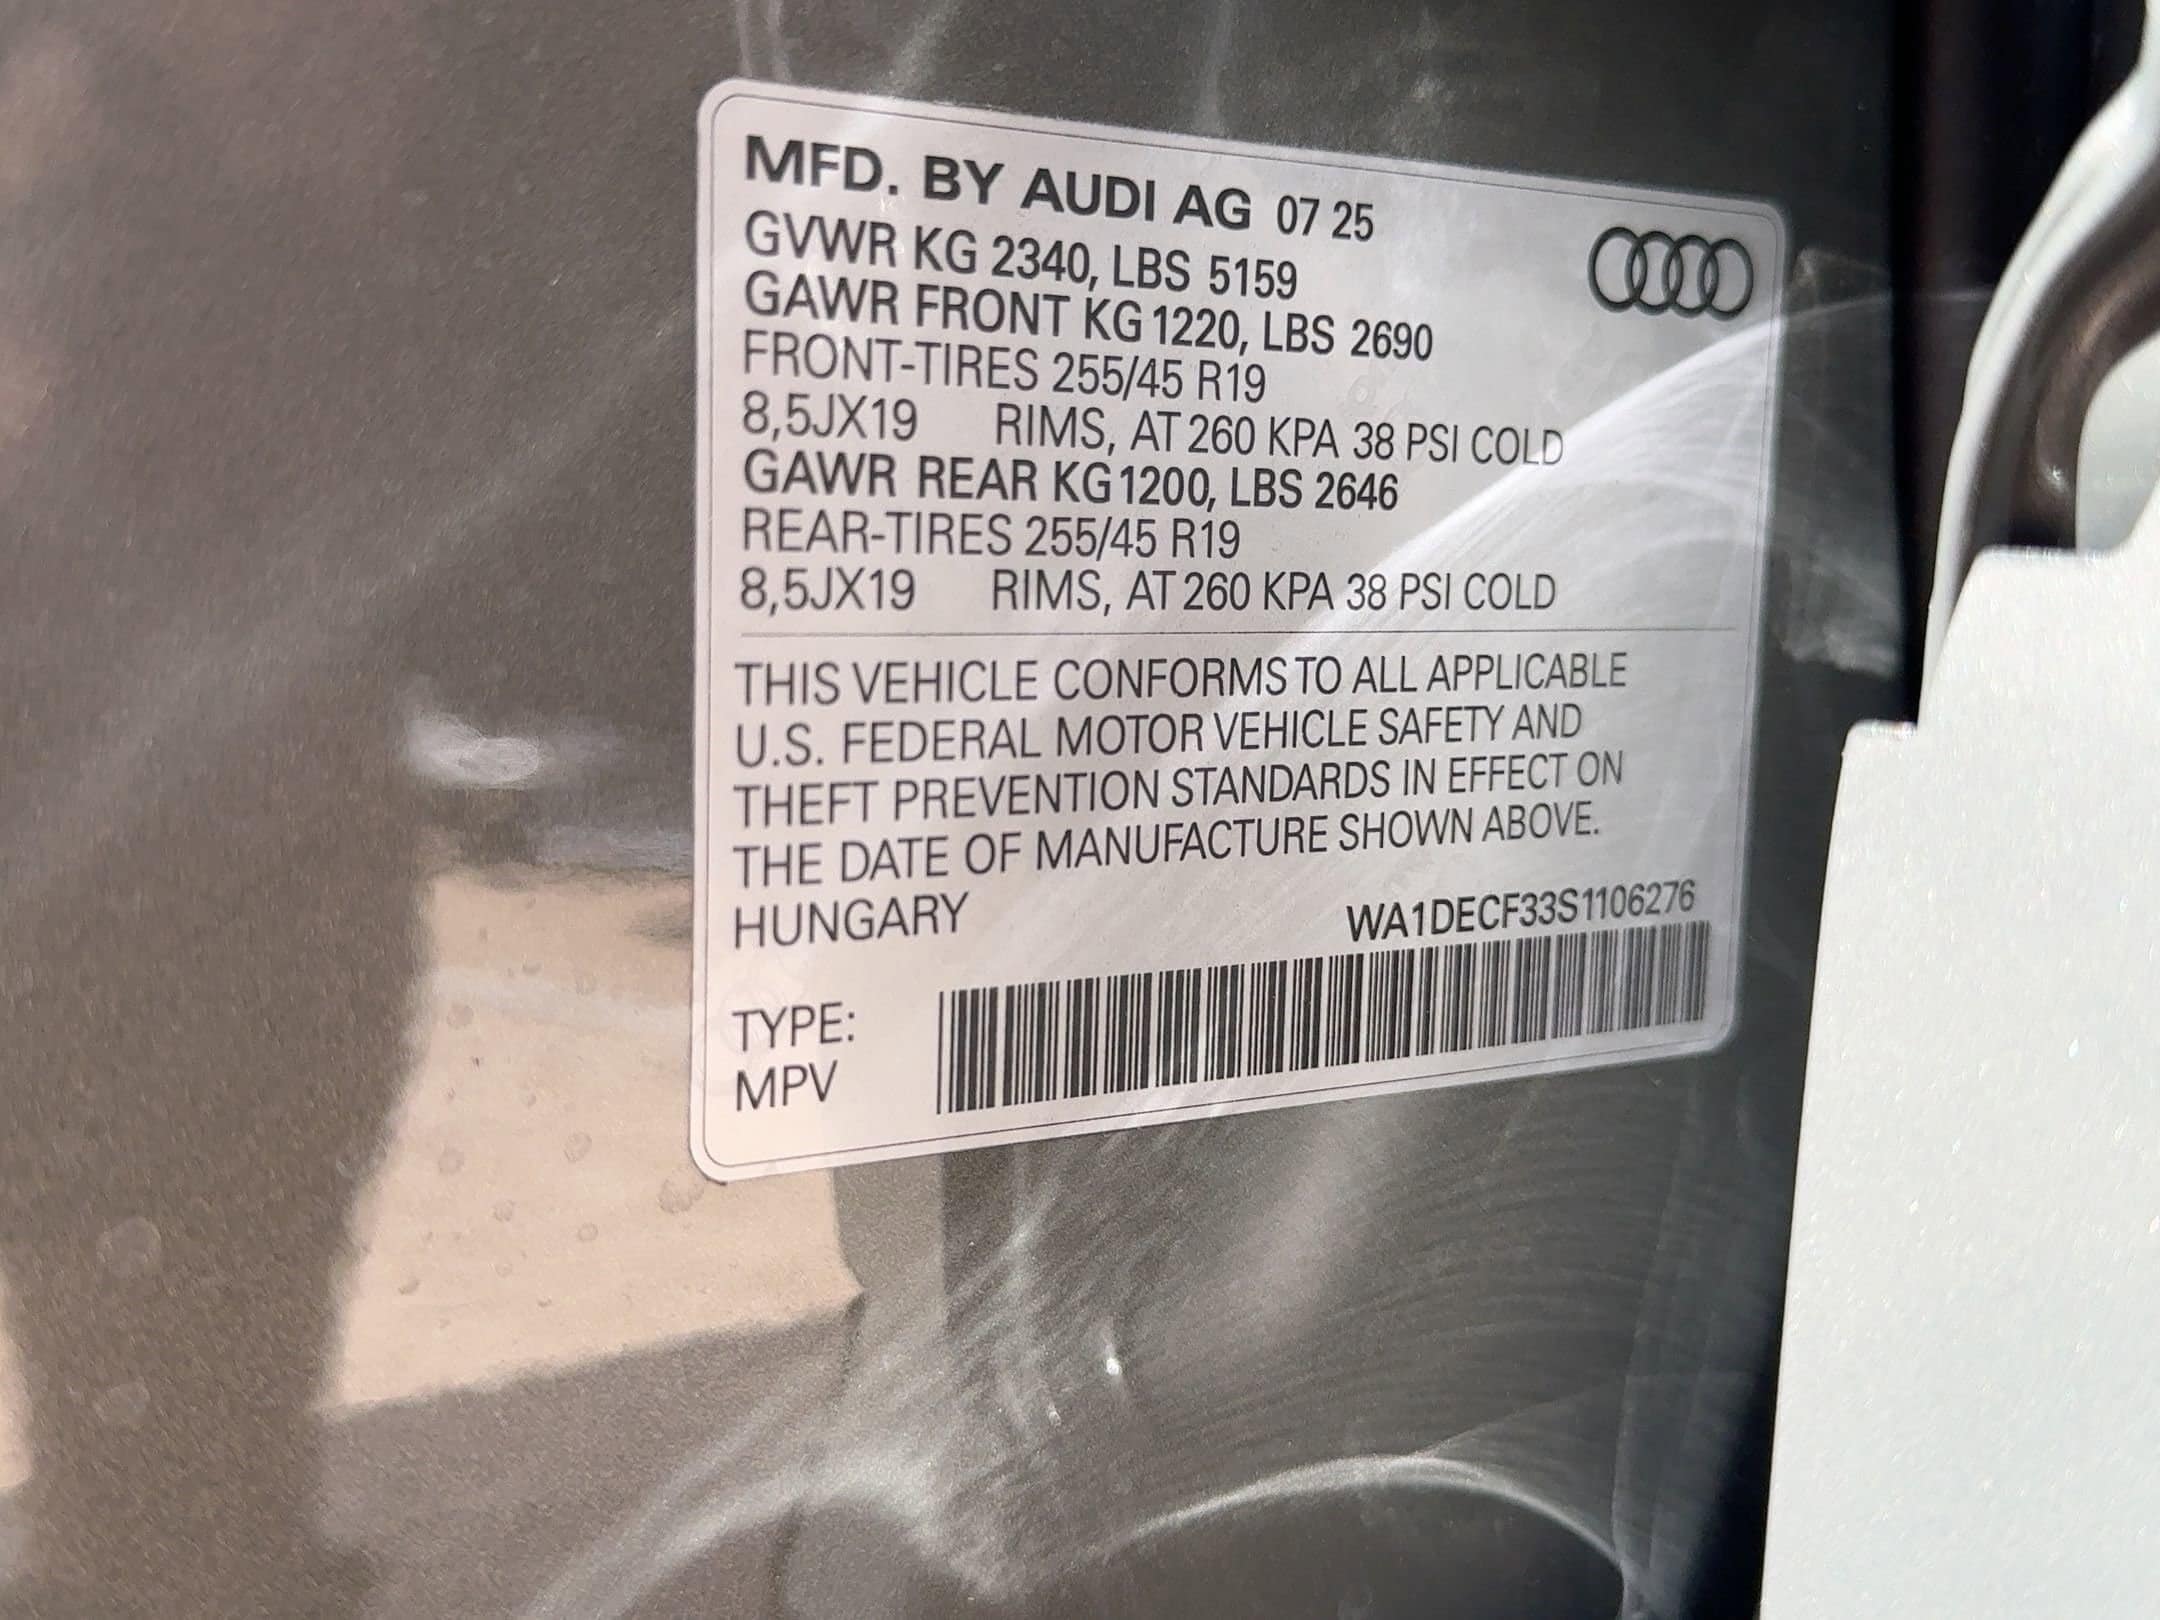 MFD. BY AUDI AG 07 25
GVWR KG 2340, LBS 5159
GAWR FRONT KG 1220, LBS 2690
FRONT-TIRES 255/45 R19
8,5JX19 RIMS, AT 260 KPA 38 PSI COLD
GAWR REAR KG 1200, LBS 2646
REAR-TIRES 255/45 R19
8,5JX19 RIMS, AT 260 KPA 38 PSI COLD
THIS VEHICLE CONFORMS TO ALL APPLICABLE
U.S. FEDERAL MOTOR VEHICLE SAFETY AND
THEFT PREVENTION STANDARDS IN EFFECT ON
THE DATE OF MANUFACTURE SHOWN ABOVE.
HUNGARY WA1DECF33S1106276
TYPE:
MPV